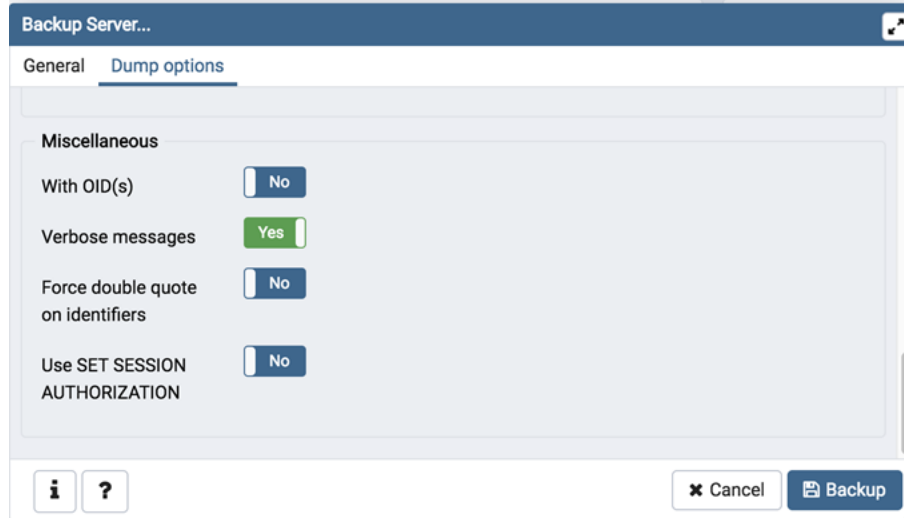 Backup Server...
General Dump options
Miscellaneous
With OID(s) No
Verbose messages Yes
Force double quote No
on identifiers
Use SET SESSION No
AUTHORIZATION
i ? Cancel Backup